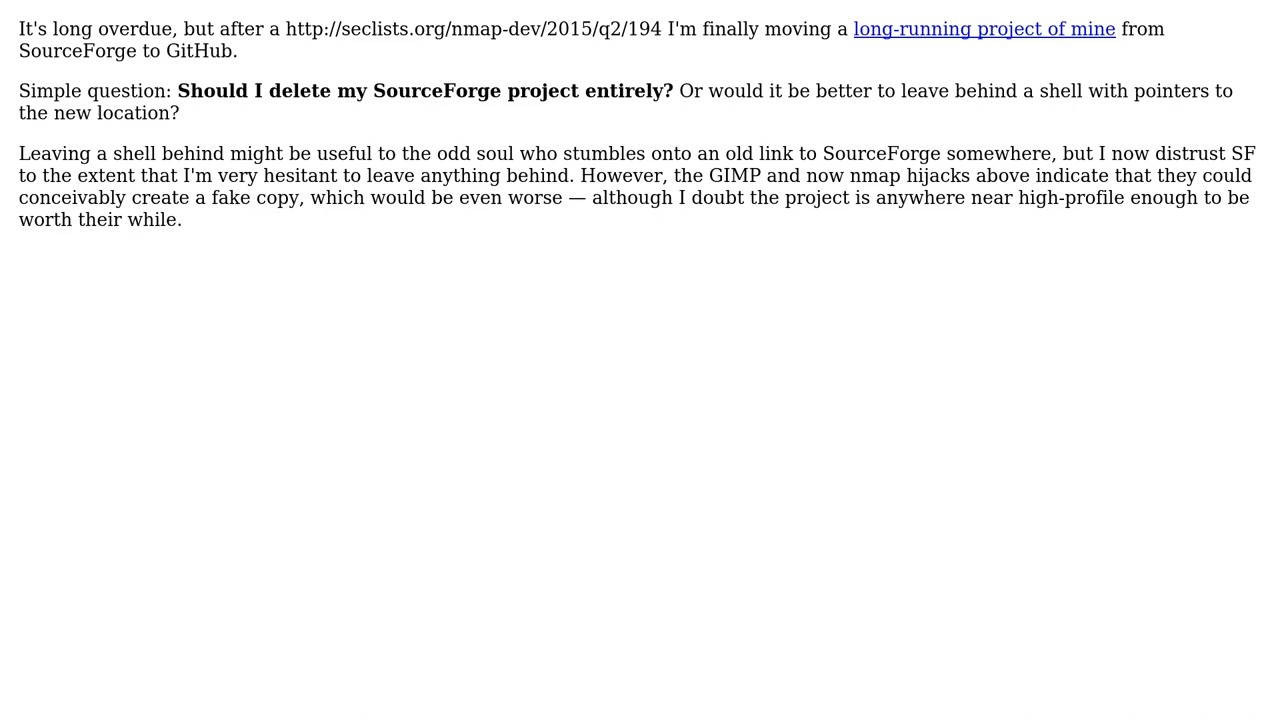 It's long overdue, but after a http://seclists.org/nmap-dev/2015/q2/194 I'm finally moving a long-running project of mine from
SourceForge to GitHub.
Simple question: Should I delete my SourceForge project entirely? Or would it be better to leave behind a shell with pointers to
the new location?
Leaving a shell behind might be useful to the odd soul who stumbles onto an old link to SourceForge somewhere, but I now distrust SF
to the extent that I'm very hesitant to leave anything behind. However, the GIMP and now nmap hijacks above indicate that they could
conceivably create a fake copy, which would be even worse — although I doubt the project is anywhere near high-profile enough to be
worth their while.